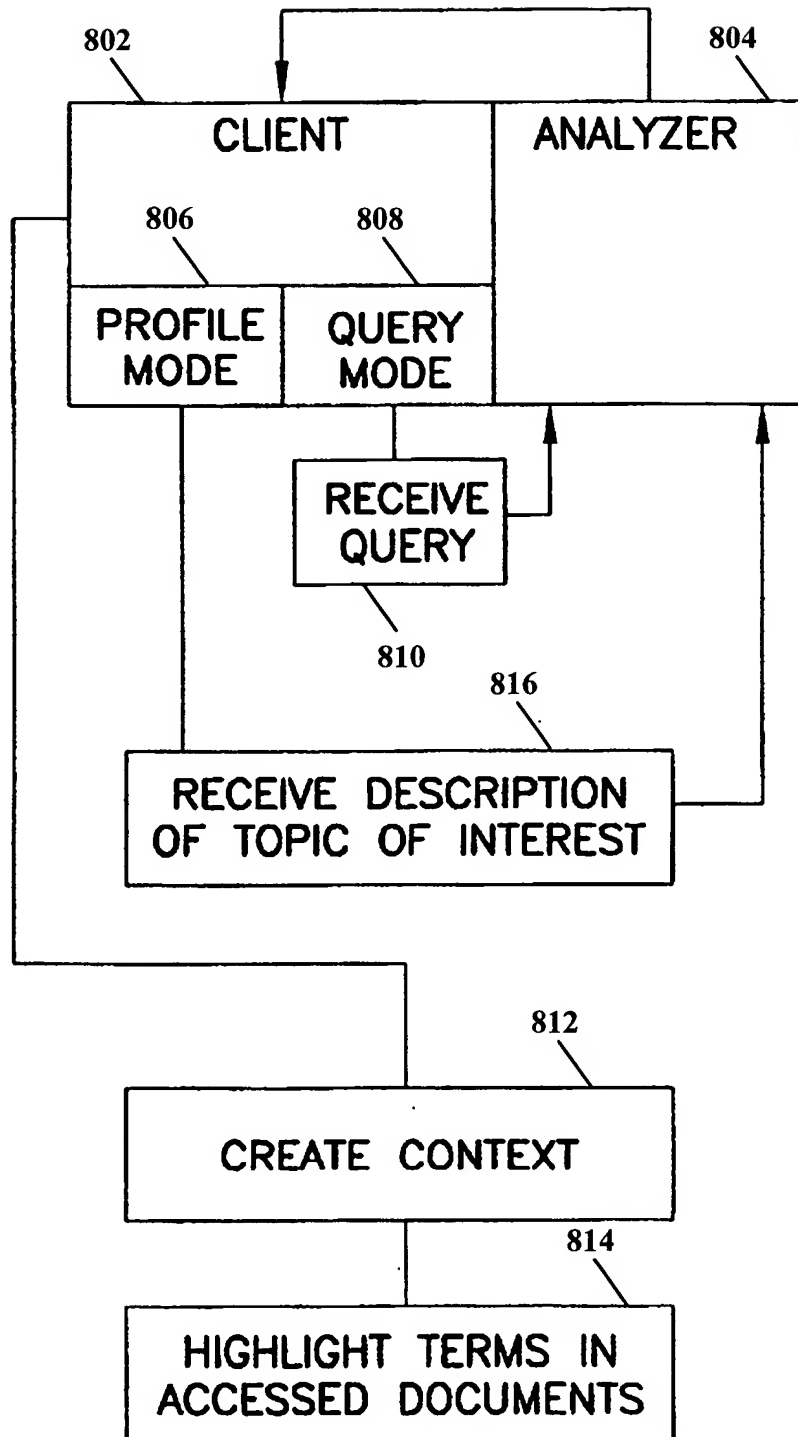 802
804
CLIENT
ANALYZER
806
808
PROFILE
MODE
QUERY
MODE
RECEIVE
QUERY
810
816
RECEIVE DESCRIPTION
OF TOPIC OF INTEREST
812
CREATE CONTEXT
814
HIGHLIGHT TERMS IN
ACCESSED DOCUMENTS